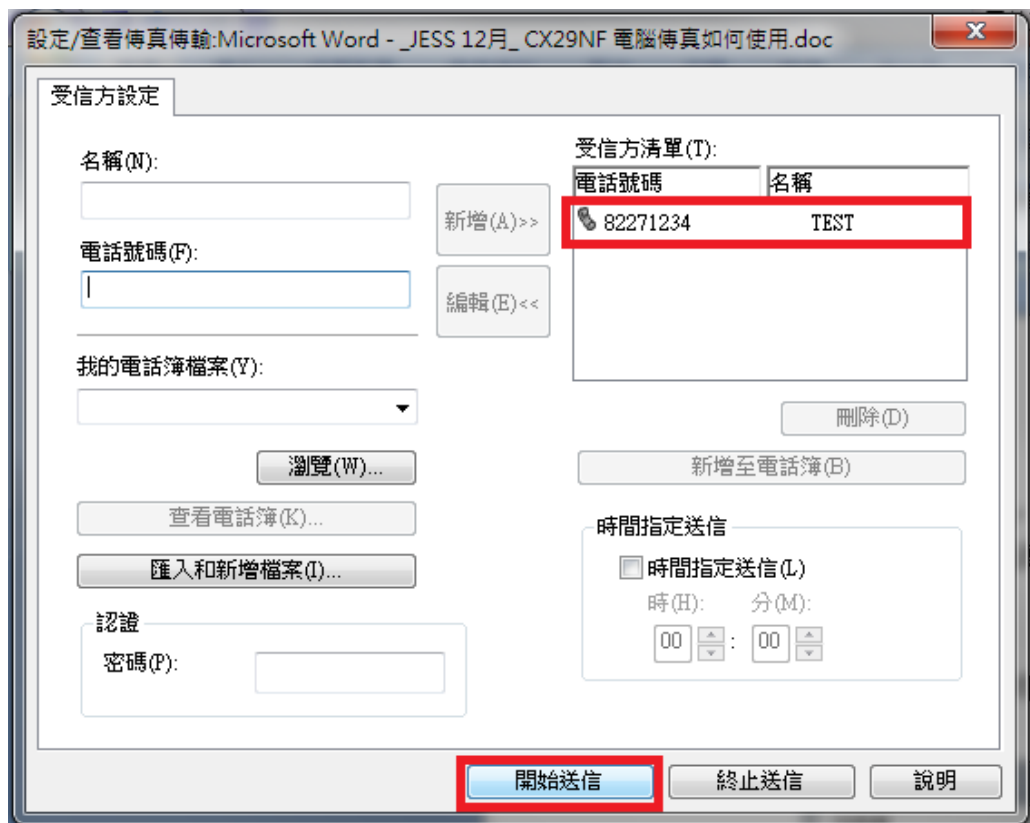 設定/查看傳真傳輸:Microsoft Word - _JESS 12月_ CX29NF 電腦傳真如何使用.doc
受信方設定
名稱(N):
電話號碼(F):
我的電話簿檔案(Y):
瀏覽(W)...
查看電話簿(K)...
匯入和新增檔案(I)...
認證
密碼(P):
新增(A)>>
編輯(E)<<
受信方清單(T):
電話號碼 名稱
82271234 TEST
刪除(D)
新增至電話簿(B)
時間指定送信
時間指定送信(L)
時(H): 分(M):
00 : 00
開始送信 終止送信 說明